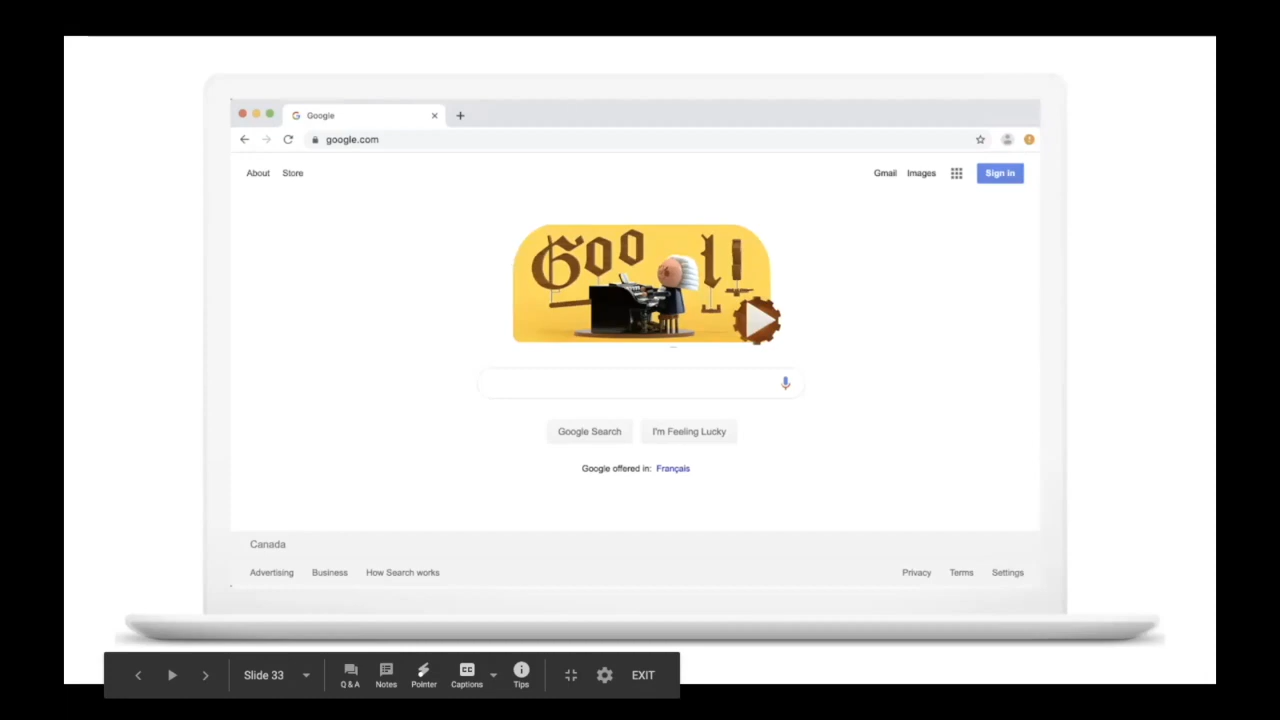 Google
google.com
About Store Gmail Images Sign in
Google Search I'm Feeling Lucky
Google offered in: Français
Canada
Advertising Business How Search works Privacy Terms Settings
Slide 33 Q & A Notes Pointer CC Captions Tips EXIT